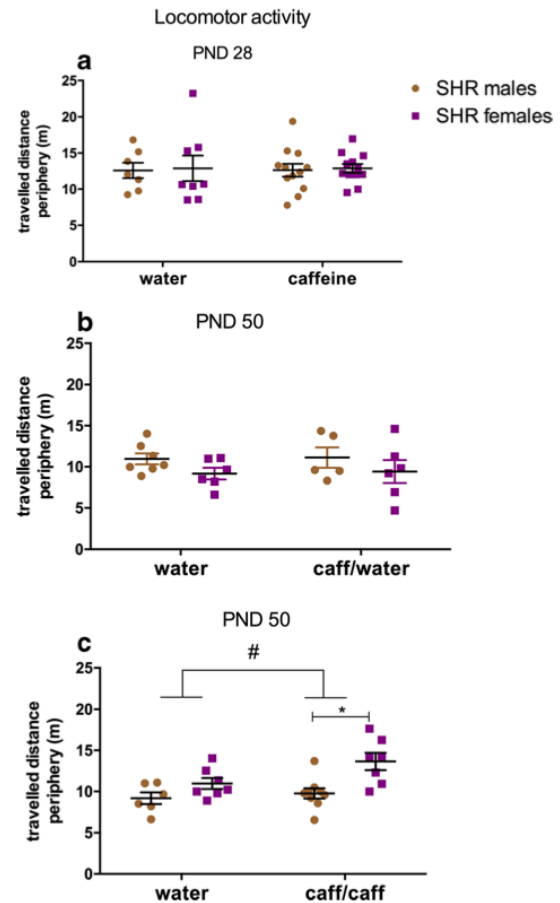 Locomotor activity
a
PND 28
SHR males
SHR females
travelled distance
periphery (m)
25
20
15
10
5
0
water
caffeine
b
PND 50
travelled distance
periphery (m)
25
20
15
10
5
0
water
caff/water
PND 50
c
#
*
travelled distance
periphery (m)
25
20
15
10
5
0
water
caff/caff